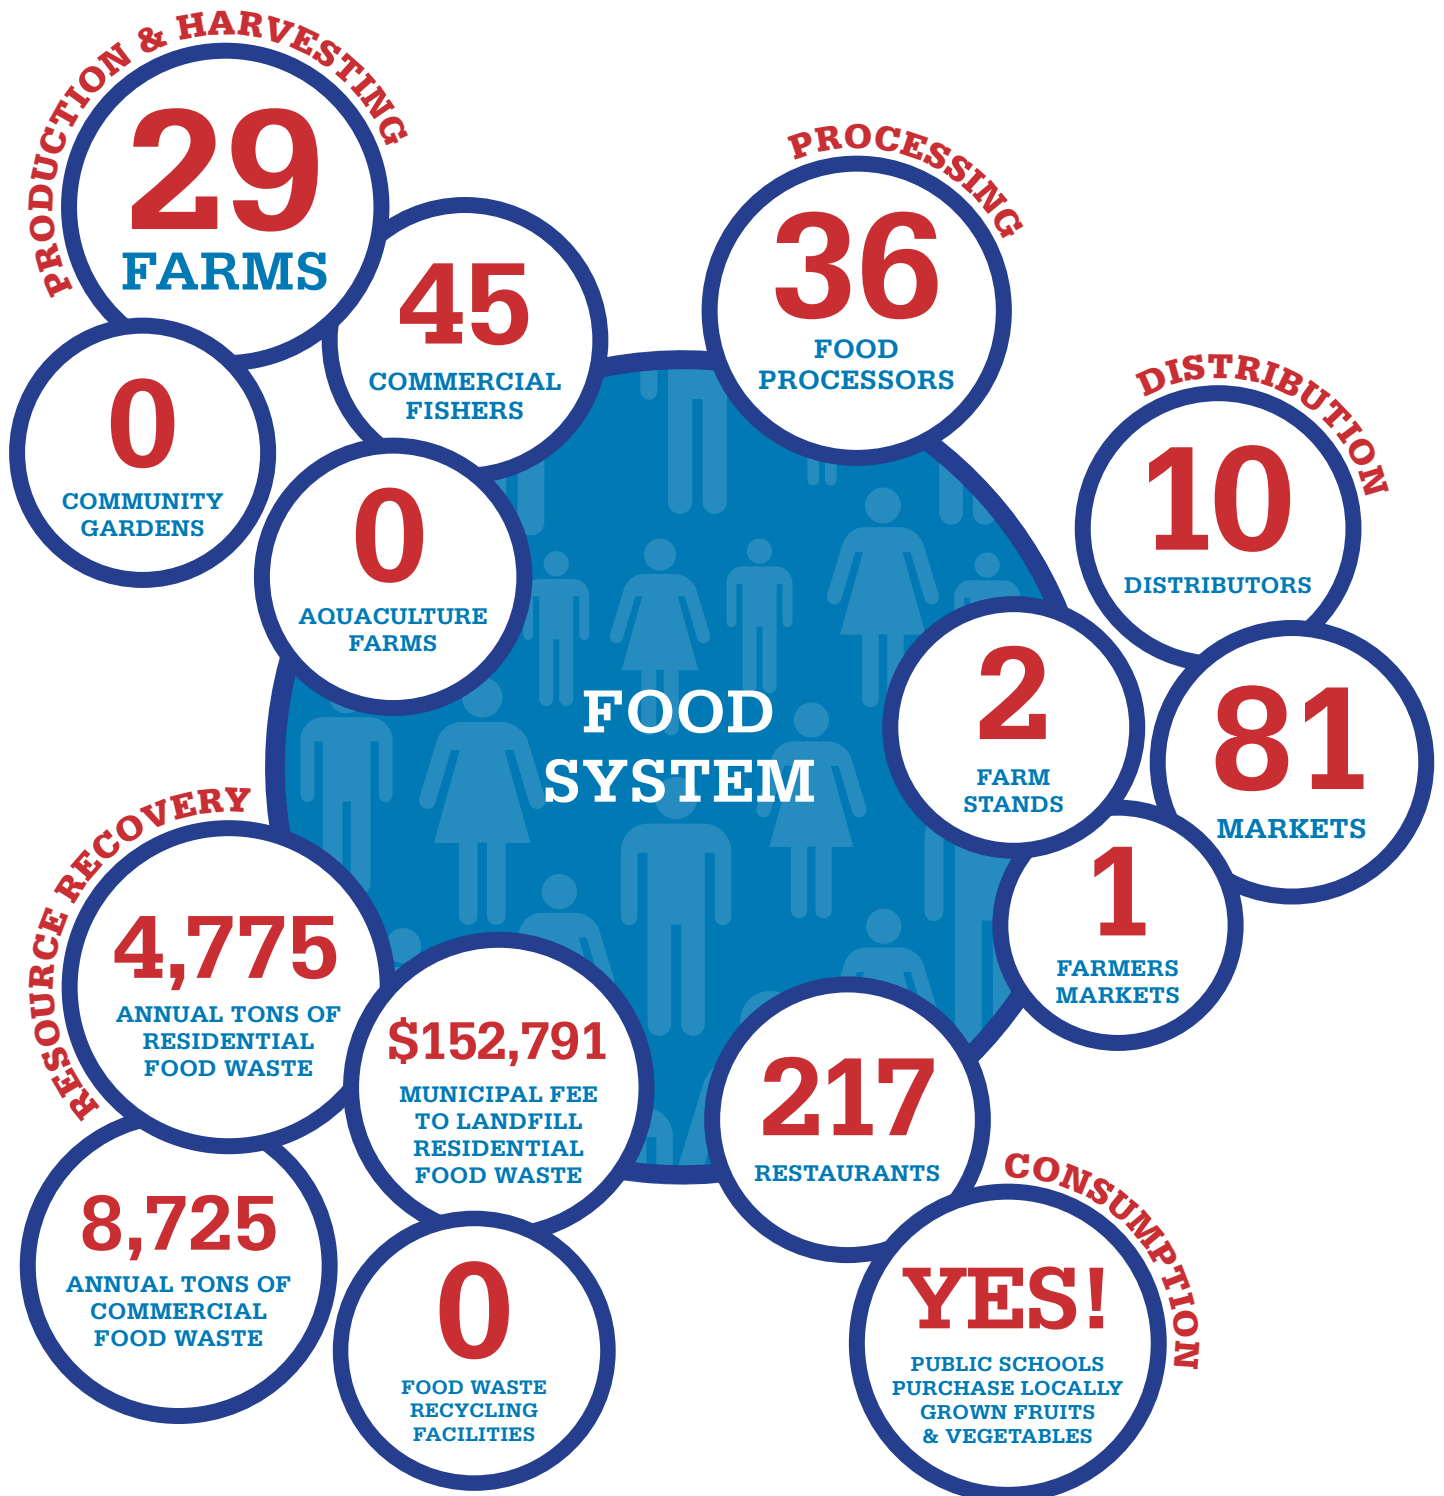 PRODUCTION & HARVESTING
29
FARMS
45
COMMERCIAL
FISHERS
0
COMMUNITY
GARDENS
0
AQUACULTURE
FARMS
PROCESSING
36
FOOD
PROCESSORS
DISTRIBUTION
10
DISTRIBUTORS
2
FARM
STANDS
81
MARKETS
1
FARMERS
MARKETS
FOOD
SYSTEM
RESOURCE RECOVERY
4,775
ANNUAL TONS OF
RESIDENTIAL
FOOD WASTE
$152,791
MUNICIPAL FEE
TO LANDFILL
RESIDENTIAL
FOOD WASTE
8,725
ANNUAL TONS OF
COMMERCIAL
FOOD WASTE
0
FOOD WASTE
RECYCLING
FACILITIES
217
RESTAURANTS
CONSUMPTION
YES!
PUBLIC SCHOOLS
PURCHASE LOCALLY
GROWN FRUITS
& VEGETABLES